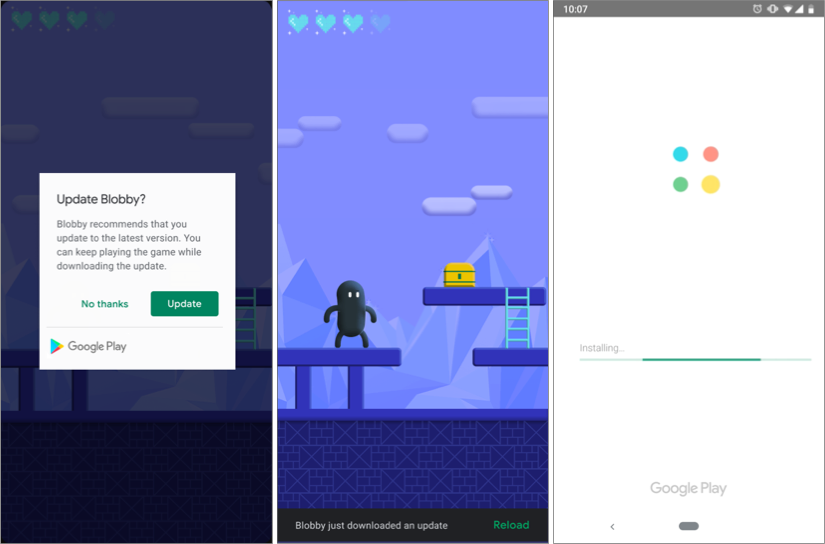 Update Blobby?
Blobby recommends that you
update to the latest version. You
can keep playing the game while
downloading the update.
No thanks
Update
Google Play
Blobby just downloaded an update
Reload
10:07
Installing...
Google Play